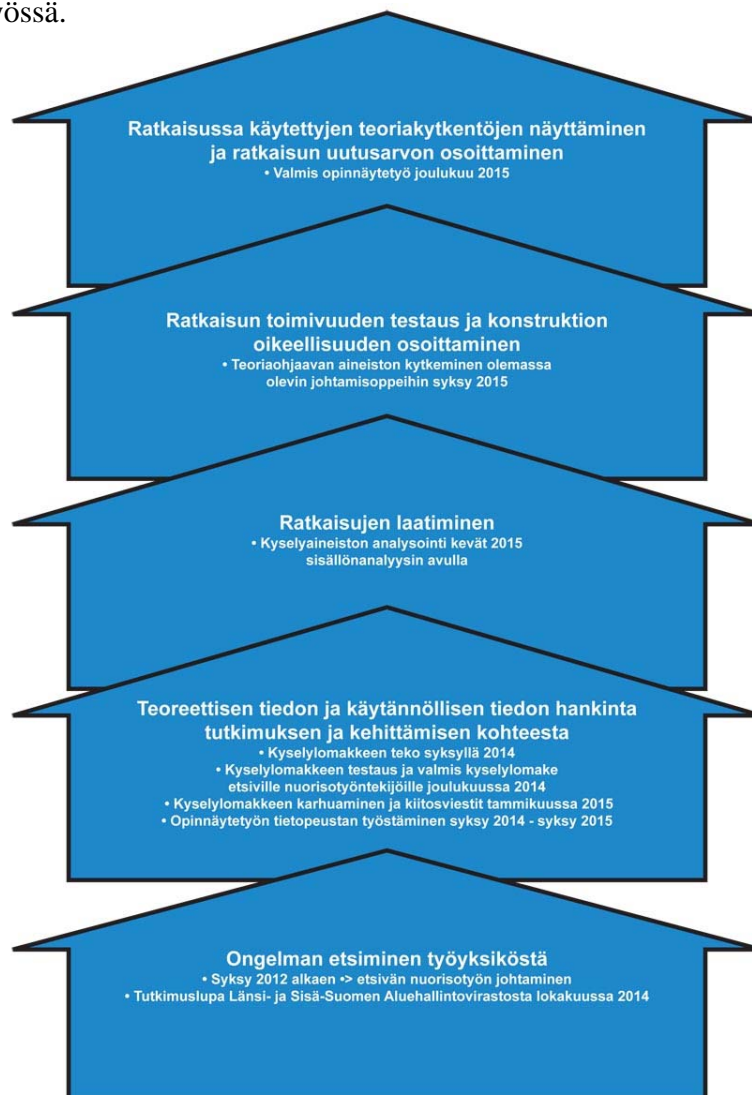 yössä.
Ratkaisussa käytettyjen teoriakytkentöjen näyttäminen
ja ratkaisun uutusarvon osoittaminen
• Valmis opinnäytetyö joulukuu 2015
Ratkaisun toimivuuden testaus ja konstruktion
oikeellisuuden osoittaminen
• Teoriaohjaavan aineiston kytkeminen olemassa
olevin johtamisoppeihin syksy 2015
Ratkaisujen laatiminen
• Kyselyaineiston analysointi kevät 2015
sisällönanalyysin avulla
Teoreettisen tiedon ja käytännöllisen tiedon hankinta
tutkimuksen ja kehittämisen kohteesta
• Kyselylomakkeen teko syksyllä 2014
• Kyselylomakkeen testaus ja valmis kyselylomake
etsiville nuorisotyöntekijöille joulukuussa 2014
• Kyselylomakkeen karhuaminen ja kiitosviestit tammikuussa 2015
• Opinnäytetyön tietopeustan työstäminen syksy 2014 - syksy 2015
Ongelman etsiminen työyksiköstä
• Syksy 2012 alkaen •> etsivän nuorisotyön johtaminen
• Tutkimuslupa Länsi- ja Sisä-Suomen Aluehallintovirastosta lokakuussa 2014